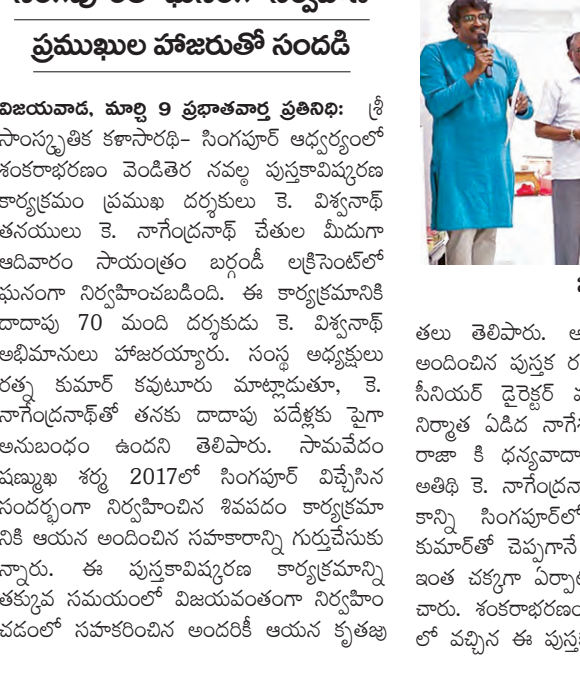 ప్రముఖుల హాజరుతో సందడి
విజయవాడ, మార్చి 9 ప్రభాతవార్త ప్రతినిధి: శ్రీ
సాంస్కృతిక కళాసారథి- సింగపూర్ ఆధ్వర్యంలో
శంకరాభరణం వెండితెర నవల్ల పుస్తకావిష్కరణ
కార్యక్రమం ప్రముఖ దర్శకులు కె. విశ్వనాథ్
తనయులు కె. నాగేంద్రనాథ్ చేతుల మీదుగా
ఆదివారం సాయంత్రం బర్గండీ లక్రిసెంట్‌లో
ఘనంగా నిర్వహించబడింది. ఈ కార్యక్రమానికి
దాదాపు 70 మంది దర్శకుడు కె. విశ్వనాథ్
అభిమానులు హాజరయ్యారు. సంస్థ అధ్యక్షులు
రత్న కుమార్ కవుటూరు మాట్లాడుతూ, కె.
నాగేంద్రనాథ్‌తో తనకు దాదాపు పదేళ్లకు పైగా
అనుబంధం ఉందని తెలిపారు. సామవేదం
షణ్ముఖ శర్మ 2017లో సింగపూర్ విచ్చేసిన
సందర్భంగా నిర్వహించిన శివపదం కార్యక్రమా
నికి ఆయన అందించిన సహకారాన్ని గుర్తుచేసుకు
న్నారు. ఈ పుస్తకావిష్కరణ కార్యక్రమాన్ని
తక్కువ సమయంలో విజయవంతంగా నిర్వహిం
చడంలో సహకరించిన అందరికీ ఆయన కృతజ్ఞ
తలు తెలిపారు.
అందించిన పుస్తక
సీనియర్ డైరెక్టర్
నిర్మాత ఏడిద
రాజా కి
అతిథి కె.
కాన్ని సింగపూర్‌లో
కుమార్‌తో చెప్పగానే
ఇంత చక్కగా
చారు. శంకరాభరణం
లో వచ్చిన ఈ